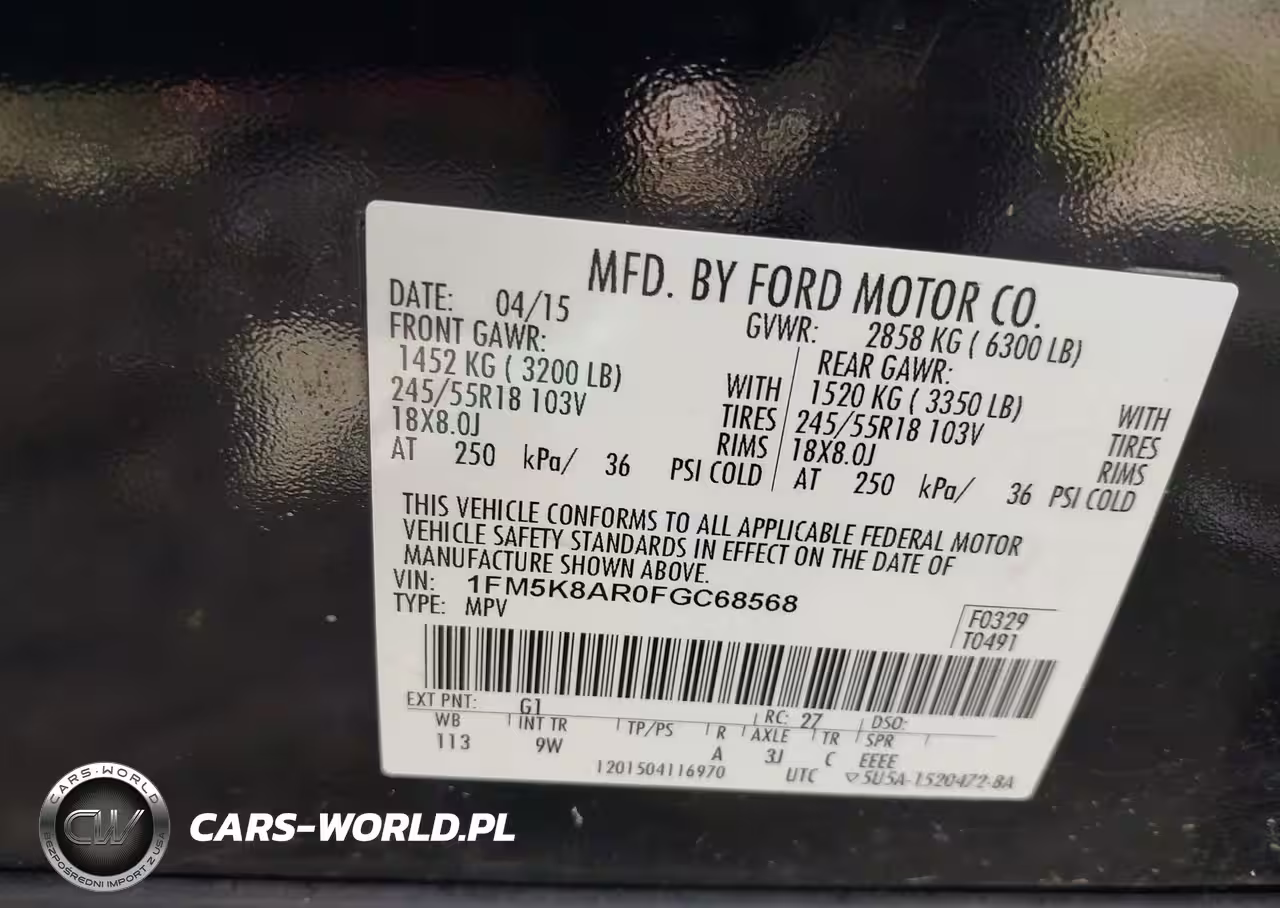 MFD. BY FORD MOTOR CO.
DATE: 04/15
GVWR: 2858 KG ( 6300 LB)
FRONT GAWR:
1452 KG ( 3200 LB) WITH
245/55R18 103V TIRES
18X8.0J RIMS
AT 250 kPa/ 36 PSI COLD
REAR GAWR:
1520 KG ( 3350 LB) WITH
245/55R18 103V TIRES
18X8.0J RIMS
AT 250 kPa/ 36 PSI COLD
THIS VEHICLE CONFORMS TO ALL APPLICABLE FEDERAL MOTOR
VEHICLE SAFETY STANDARDS IN EFFECT ON THE DATE OF
MANUFACTURE SHOWN ABOVE.
VIN: 1FM5K8AR0FGC68568
TYPE: MPV
F0329
T0491
EXT PNT: G1 RC: 27 DSO:
WB INT TR TP/PS R AXLE TR SPR
113 9W A 3J C EEEE
1201504116970 UTC ▽5U5A-1520472-BA
CARS-WORLD
CW
BEZPOŚREDNI IMPORT Z USA
CARS-WORLD.PL